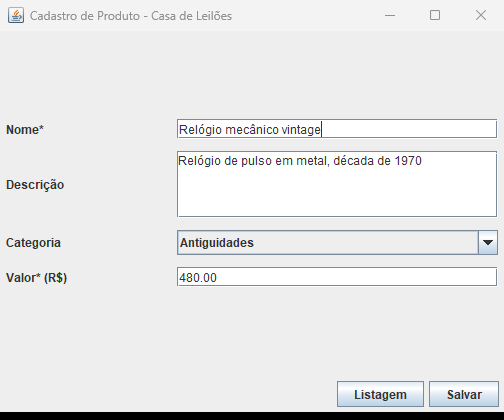 Cadastro de Produto - Casa de Leilões
Nome* Relógio mecânico vintage
Descrição Relógio de pulso em metal, década de 1970
Categoria Antiguidades
Valor* (R$) 480.00
Listagem Salvar